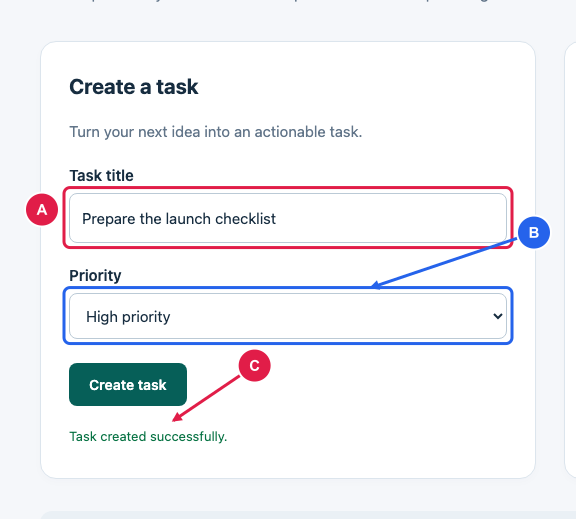 Create a task
Turn your next idea into an actionable task.
Task title
A
Prepare the launch checklist
B
Priority
High priority
C
Create task
Task created successfully.